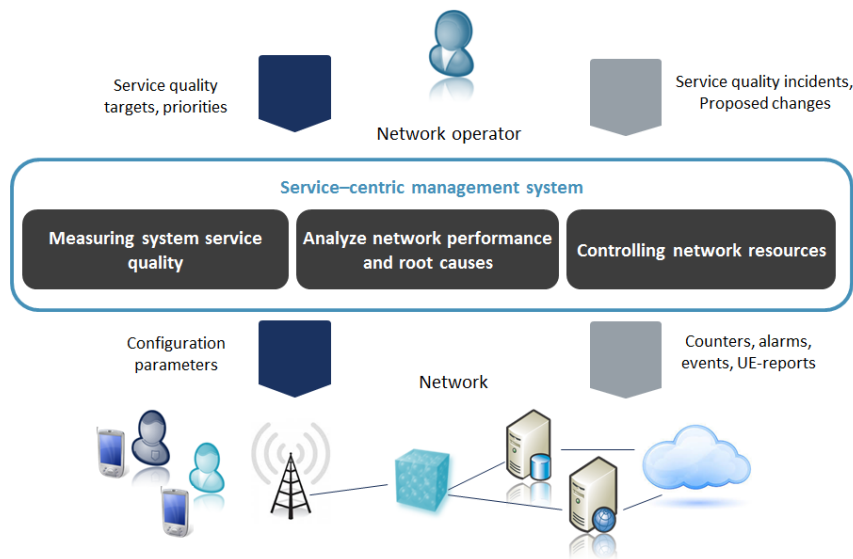 Service quality
targets, priorities
Service quality incidents,
Proposed changes
Network operator
Service–centric management system
Measuring system service
quality
Analyze network performance
and root causes
Controlling network resources
Configuration
parameters
Counters, alarms,
events, UE-reports
Network